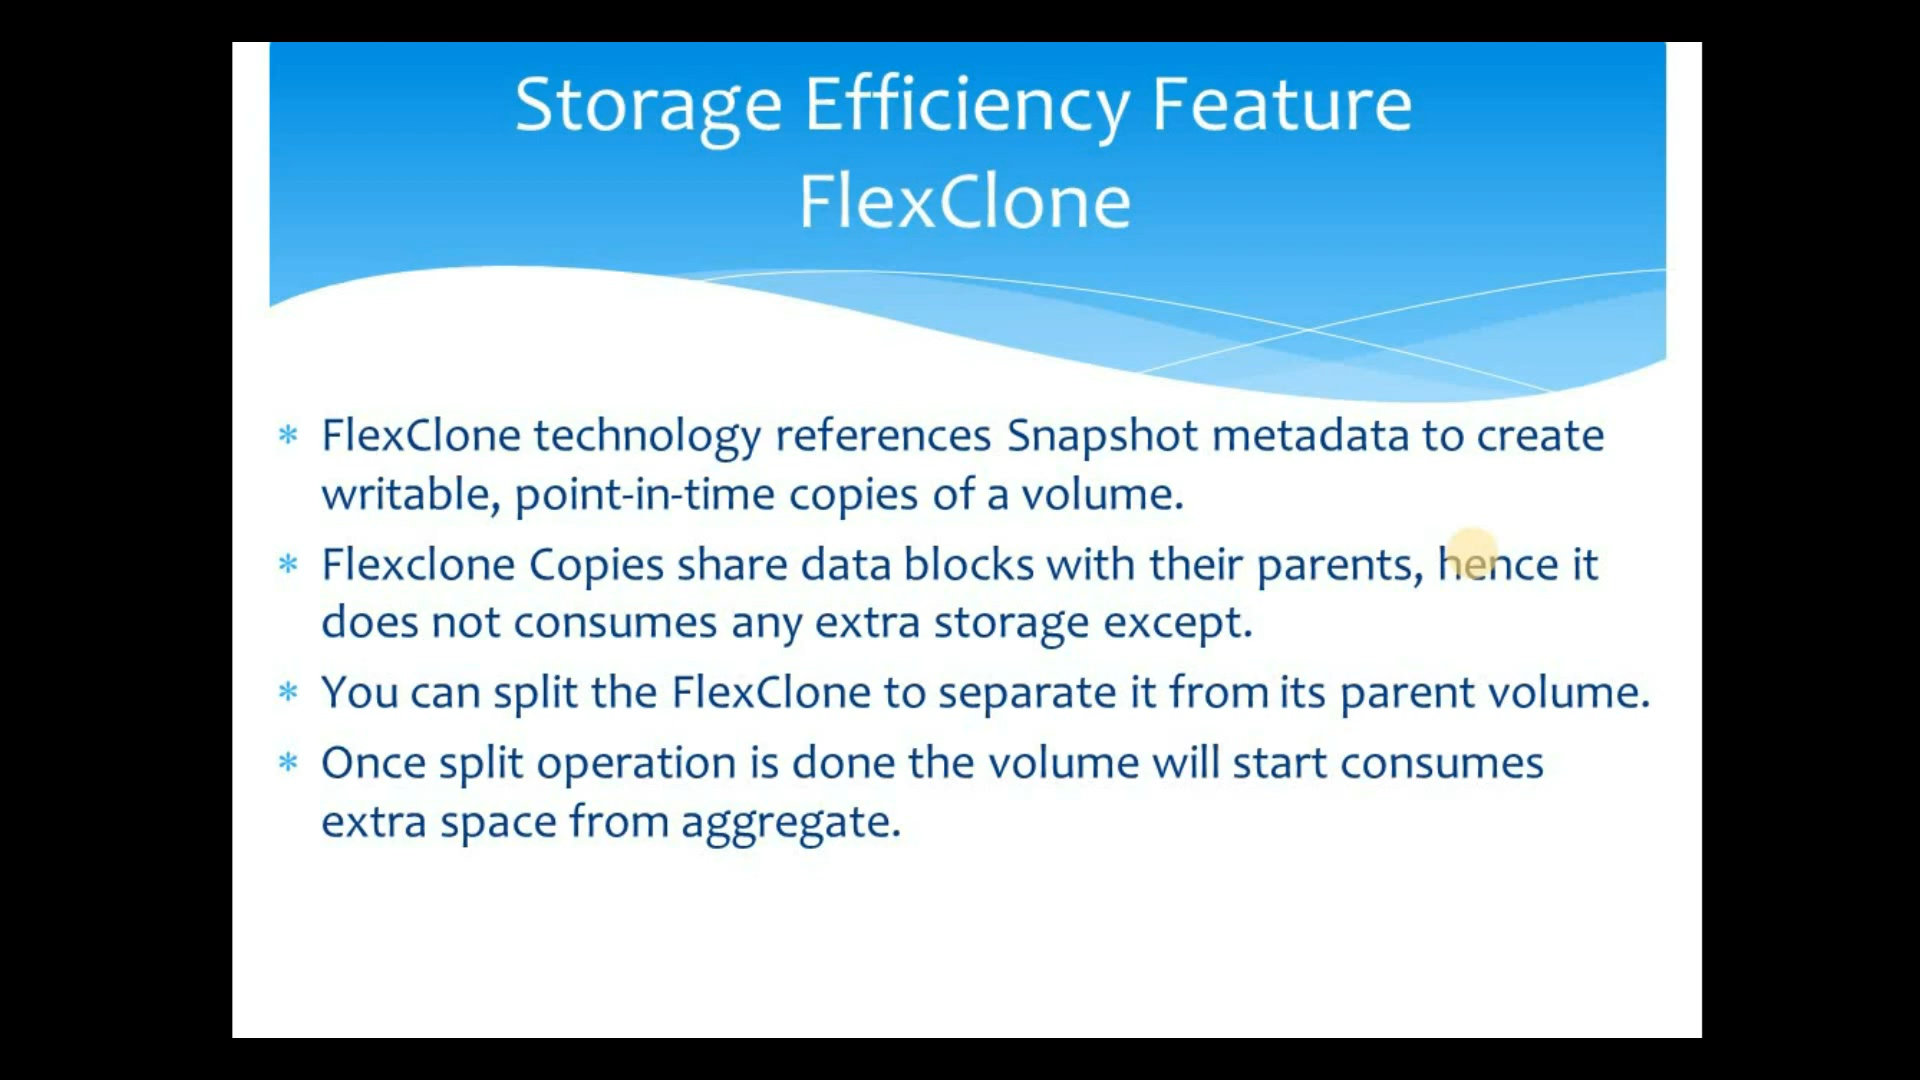 Storage Efficiency Feature
FlexClone
* FlexClone technology references Snapshot metadata to create
writable, point-in-time copies of a volume.
* Flexclone Copies share data blocks with their parents, hence it
does not consumes any extra storage except.
* You can split the FlexClone to separate it from its parent volume.
* Once split operation is done the volume will start consumes
extra space from aggregate.